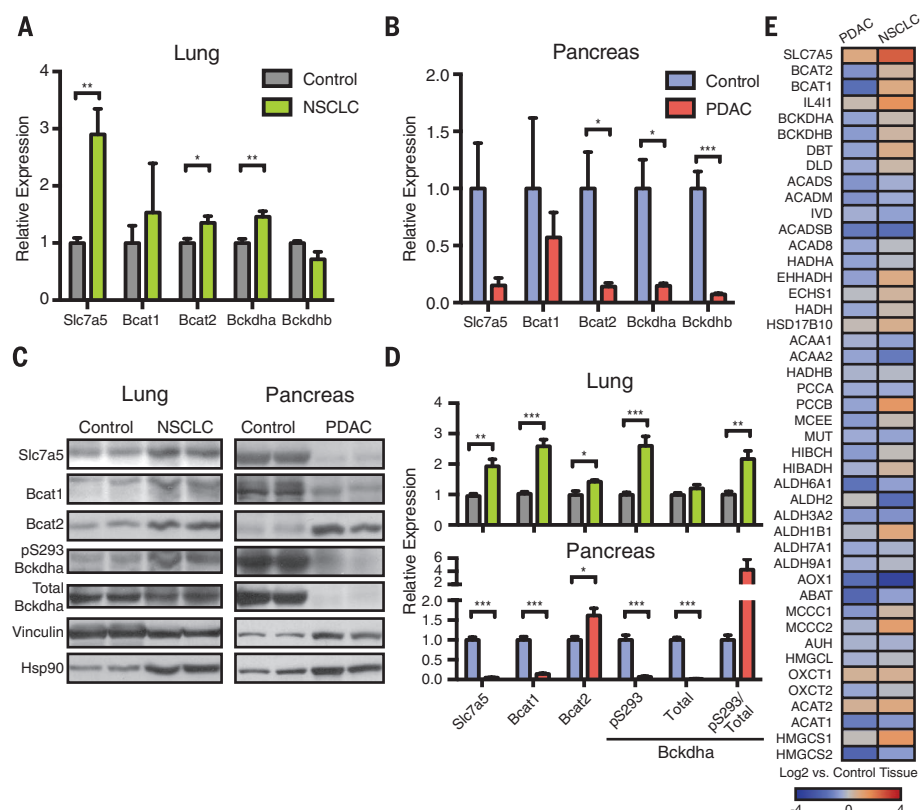 A
Lung
Relative Expression
4
3
2
1
0
**
*
**
Control
NSCLC
Slc7a5 Bcat1 Bcat2 Bckdha Bckdhb
B
Pancreas
Relative Expression
2.0
1.5
1.0
0.5
0.0
*
*
***
Control
PDAC
Slc7a5 Bcat1 Bcat2 Bckdha Bckdhb
C
Lung Pancreas
Control NSCLC Control PDAC
Slc7a5
Bcat1
Bcat2
pS293
Bckdha
Total
Bckdha
Vinculin
Hsp90
D
Lung
Relative Expression
4
3
2
1
0
**
***
*
***
**
Pancreas
6
4
2
2.0
1.5
1.0
0.5
0.0
***
***
*
***
***
Slc7a5
Bcat1
Bcat2
pS293
Total
pS293/
Total
Bckdha
E
PDAC NSCLC
SLC7A5
BCAT2
BCAT1
IL4I1
BCKDHA
BCKDHB
DBT
DLD
ACADS
ACADM
IVD
ACADSB
ACAD8
HADHA
EHHADH
ECHS1
HADH
HSD17B10
ACAA1
ACAA2
HADHB
PCCA
PCCB
MCEE
MUT
HIBCH
HIBADH
ALDH6A1
ALDH2
ALDH3A2
ALDH1B1
ALDH7A1
ALDH9A1
AOX1
ABAT
MCCC1
MCCC2
AUH
HMGCL
OXCT1
OXCT2
ACAT2
ACAT1
HMGCS1
HMGCS2
Log2 vs. Control Tissue
-4 0 4